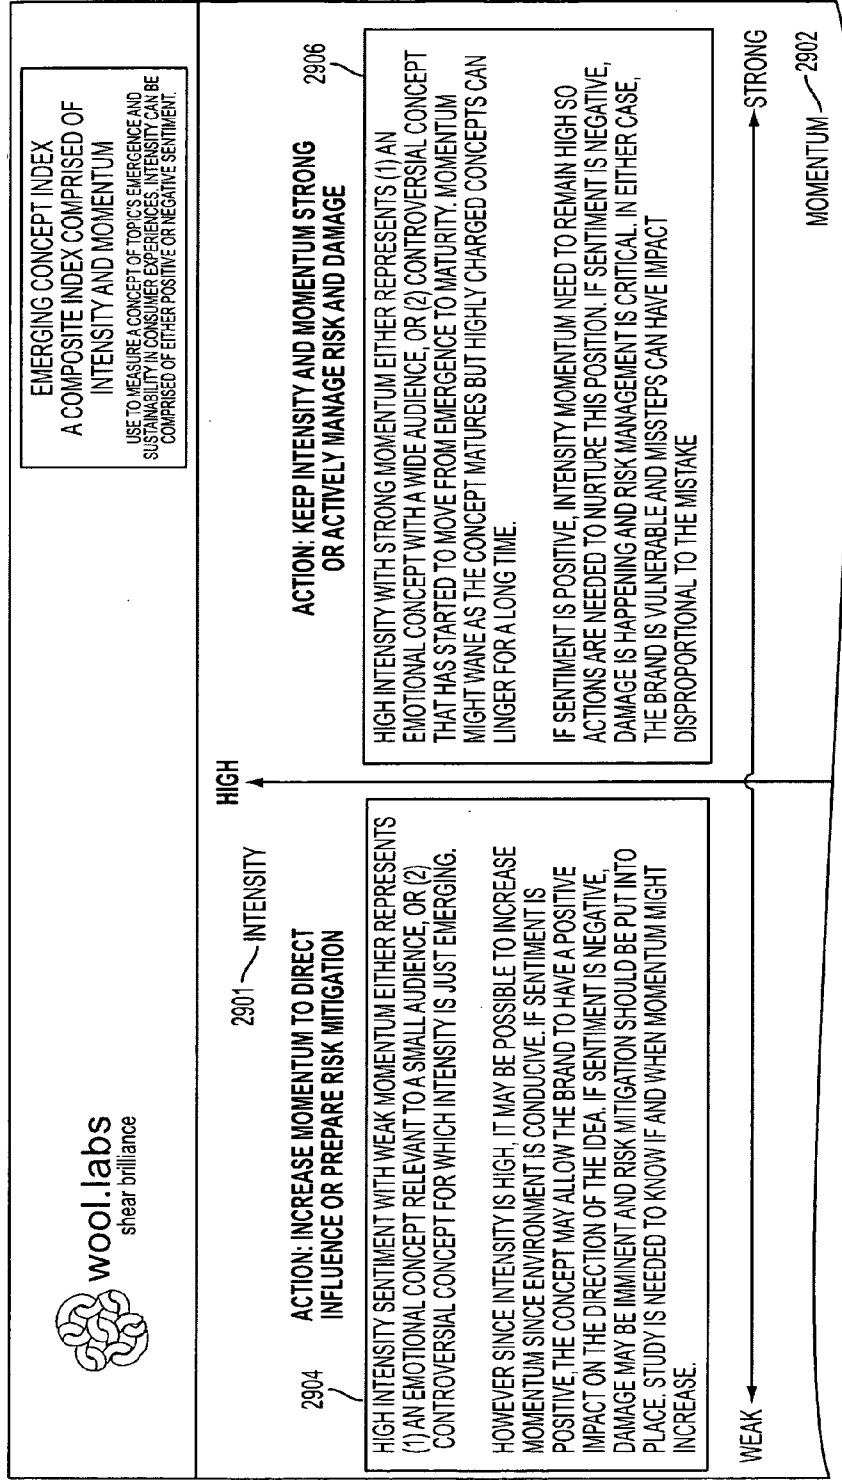 wool.labs
shear brilliance
EMERGING CONCEPT INDEX
A COMPOSITE INDEX COMPRISED OF
INTENSITY AND MOMENTUM
USE TO MEASURE A CONCEPT OF TOPIC'S EMERGENCE AND
SUSTAINABILITY IN CONSUMER EXPERIENCES. INTENSITY CAN BE
COMPRISED OF EITHER POSITIVE OR NEGATIVE SENTIMENT.
2901 INTENSITY
HIGH
2904
ACTION: INCREASE MOMENTUM TO DIRECT
INFLUENCE OR PREPARE RISK MITIGATION
HIGH INTENSITY SENTIMENT WITH WEAK MOMENTUM EITHER REPRESENTS
(1) AN EMOTIONAL CONCEPT RELEVANT TO A SMALL AUDIENCE, OR (2)
CONTROVERSIAL CONCEPT FOR WHICH INTENSITY IS JUST EMERGING.
HOWEVER SINCE INTENSITY IS HIGH, IT MAY BE POSSIBLE TO INCREASE
MOMENTUM SINCE ENVIRONMENT IS CONDUCIVE. IF SENTIMENT IS
POSITIVE, THE CONCEPT MAY ALLOW THE BRAND TO HAVE A POSITIVE
IMPACT ON THE DIRECTION OF THE IDEA. IF SENTIMENT IS NEGATIVE,
DAMAGE MAY BE IMMINENT AND RISK MITIGATION SHOULD BE PUT INTO
PLACE. STUDY IS NEEDED TO KNOW IF AND WHEN MOMENTUM MIGHT
INCREASE.
ACTION: KEEP INTENSITY AND MOMENTUM STRONG
OR ACTIVELY MANAGE RISK AND DAMAGE
2906
HIGH INTENSITY WITH STRONG MOMENTUM EITHER REPRESENTS (1) AN
EMOTIONAL CONCEPT WITH A WIDE AUDIENCE, OR (2) CONTROVERSIAL CONCEPT
THAT HAS STARTED TO MOVE FROM EMERGENCE TO MATURITY. MOMENTUM
MIGHT WANE AS THE CONCEPT MATURES BUT HIGHLY CHARGED CONCEPTS CAN
LINGER FOR A LONG TIME.
IF SENTIMENT IS POSITIVE, INTENSITY MOMENTUM NEED TO REMAIN HIGH SO
ACTIONS ARE NEEDED TO NURTURE THIS POSITION. IF SENTIMENT IS NEGATIVE,
DAMAGE IS HAPPENING AND RISK MANAGEMENT IS CRITICAL. IN EITHER CASE,
THE BRAND IS VULNERABLE AND MISSTEPS CAN HAVE IMPACT
DISPROPORTIONAL TO THE MISTAKE
WEAK
STRONG
MOMENTUM 2902